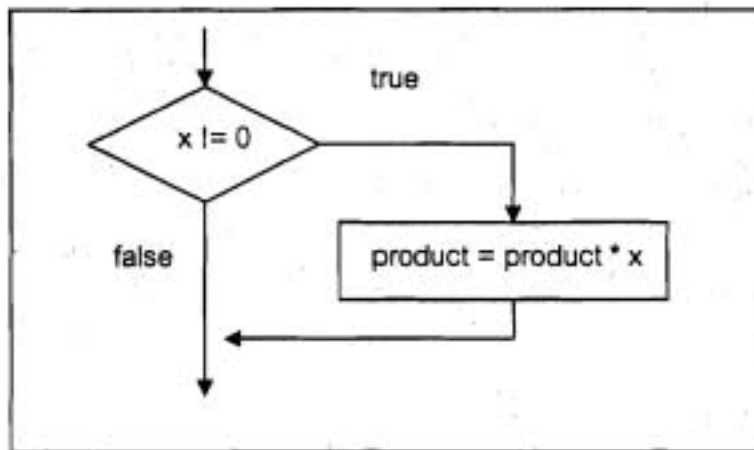 true
x != 0
false
product = product * x